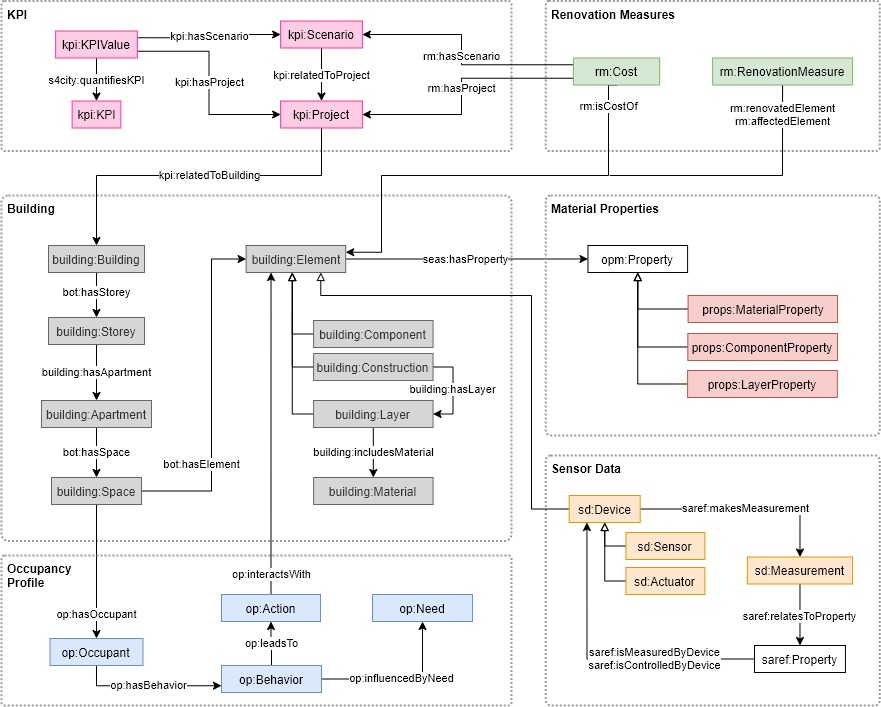 KPI
kpi:KPIValue
kpi:hasScenario
kpi:Scenario
s4city:quantifiesKPI
kpi:hasProject
kpi:relatedToProject
kpi:KPI
kpi:Project
kpi:relatedToBuilding
Renovation Measures
rm:hasScenario
rm:Cost
rm:RenovationMeasure
rm:hasProject
rm:isCostOf
rm:renovatedElement
rm:affectedElement
Building
building:Building
bot:hasStorey
building:Storey
building:hasApartment
building:Apartment
bot:hasSpace
building:Space
bot:hasElement
building:Element
seas:hasProperty
building:Component
building:Construction
building:hasLayer
building:Layer
building:includesMaterial
building:Material
Material Properties
opm:Property
props:MaterialProperty
props:ComponentProperty
props:LayerProperty
Sensor Data
sd:Device
saref:makesMeasurement
sd:Sensor
sd:Actuator
sd:Measurement
saref:relatesToProperty
saref:isMeasuredByDevice
saref:isControlledByDevice
saref:Property
Occupancy
Profile
op:hasOccupant
op:Occupant
op:hasBehavior
op:interactsWith
op:Action
op:leadsTo
op:Behavior
op:Need
op:influencedByNeed